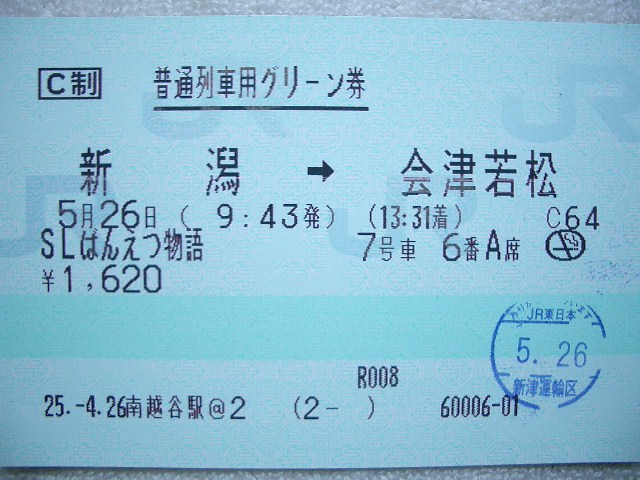 C制 普通列車用グリーン券
新潟 → 会津若松
5月26日 ( 9:43発) (13:31着) C64
SLばんえつ物語 7号車 6番A席
¥1,620
JR東日本
5. 26
新津運輸区
R008
25.-4.26南越谷駅@2 (2- ) 60006-01